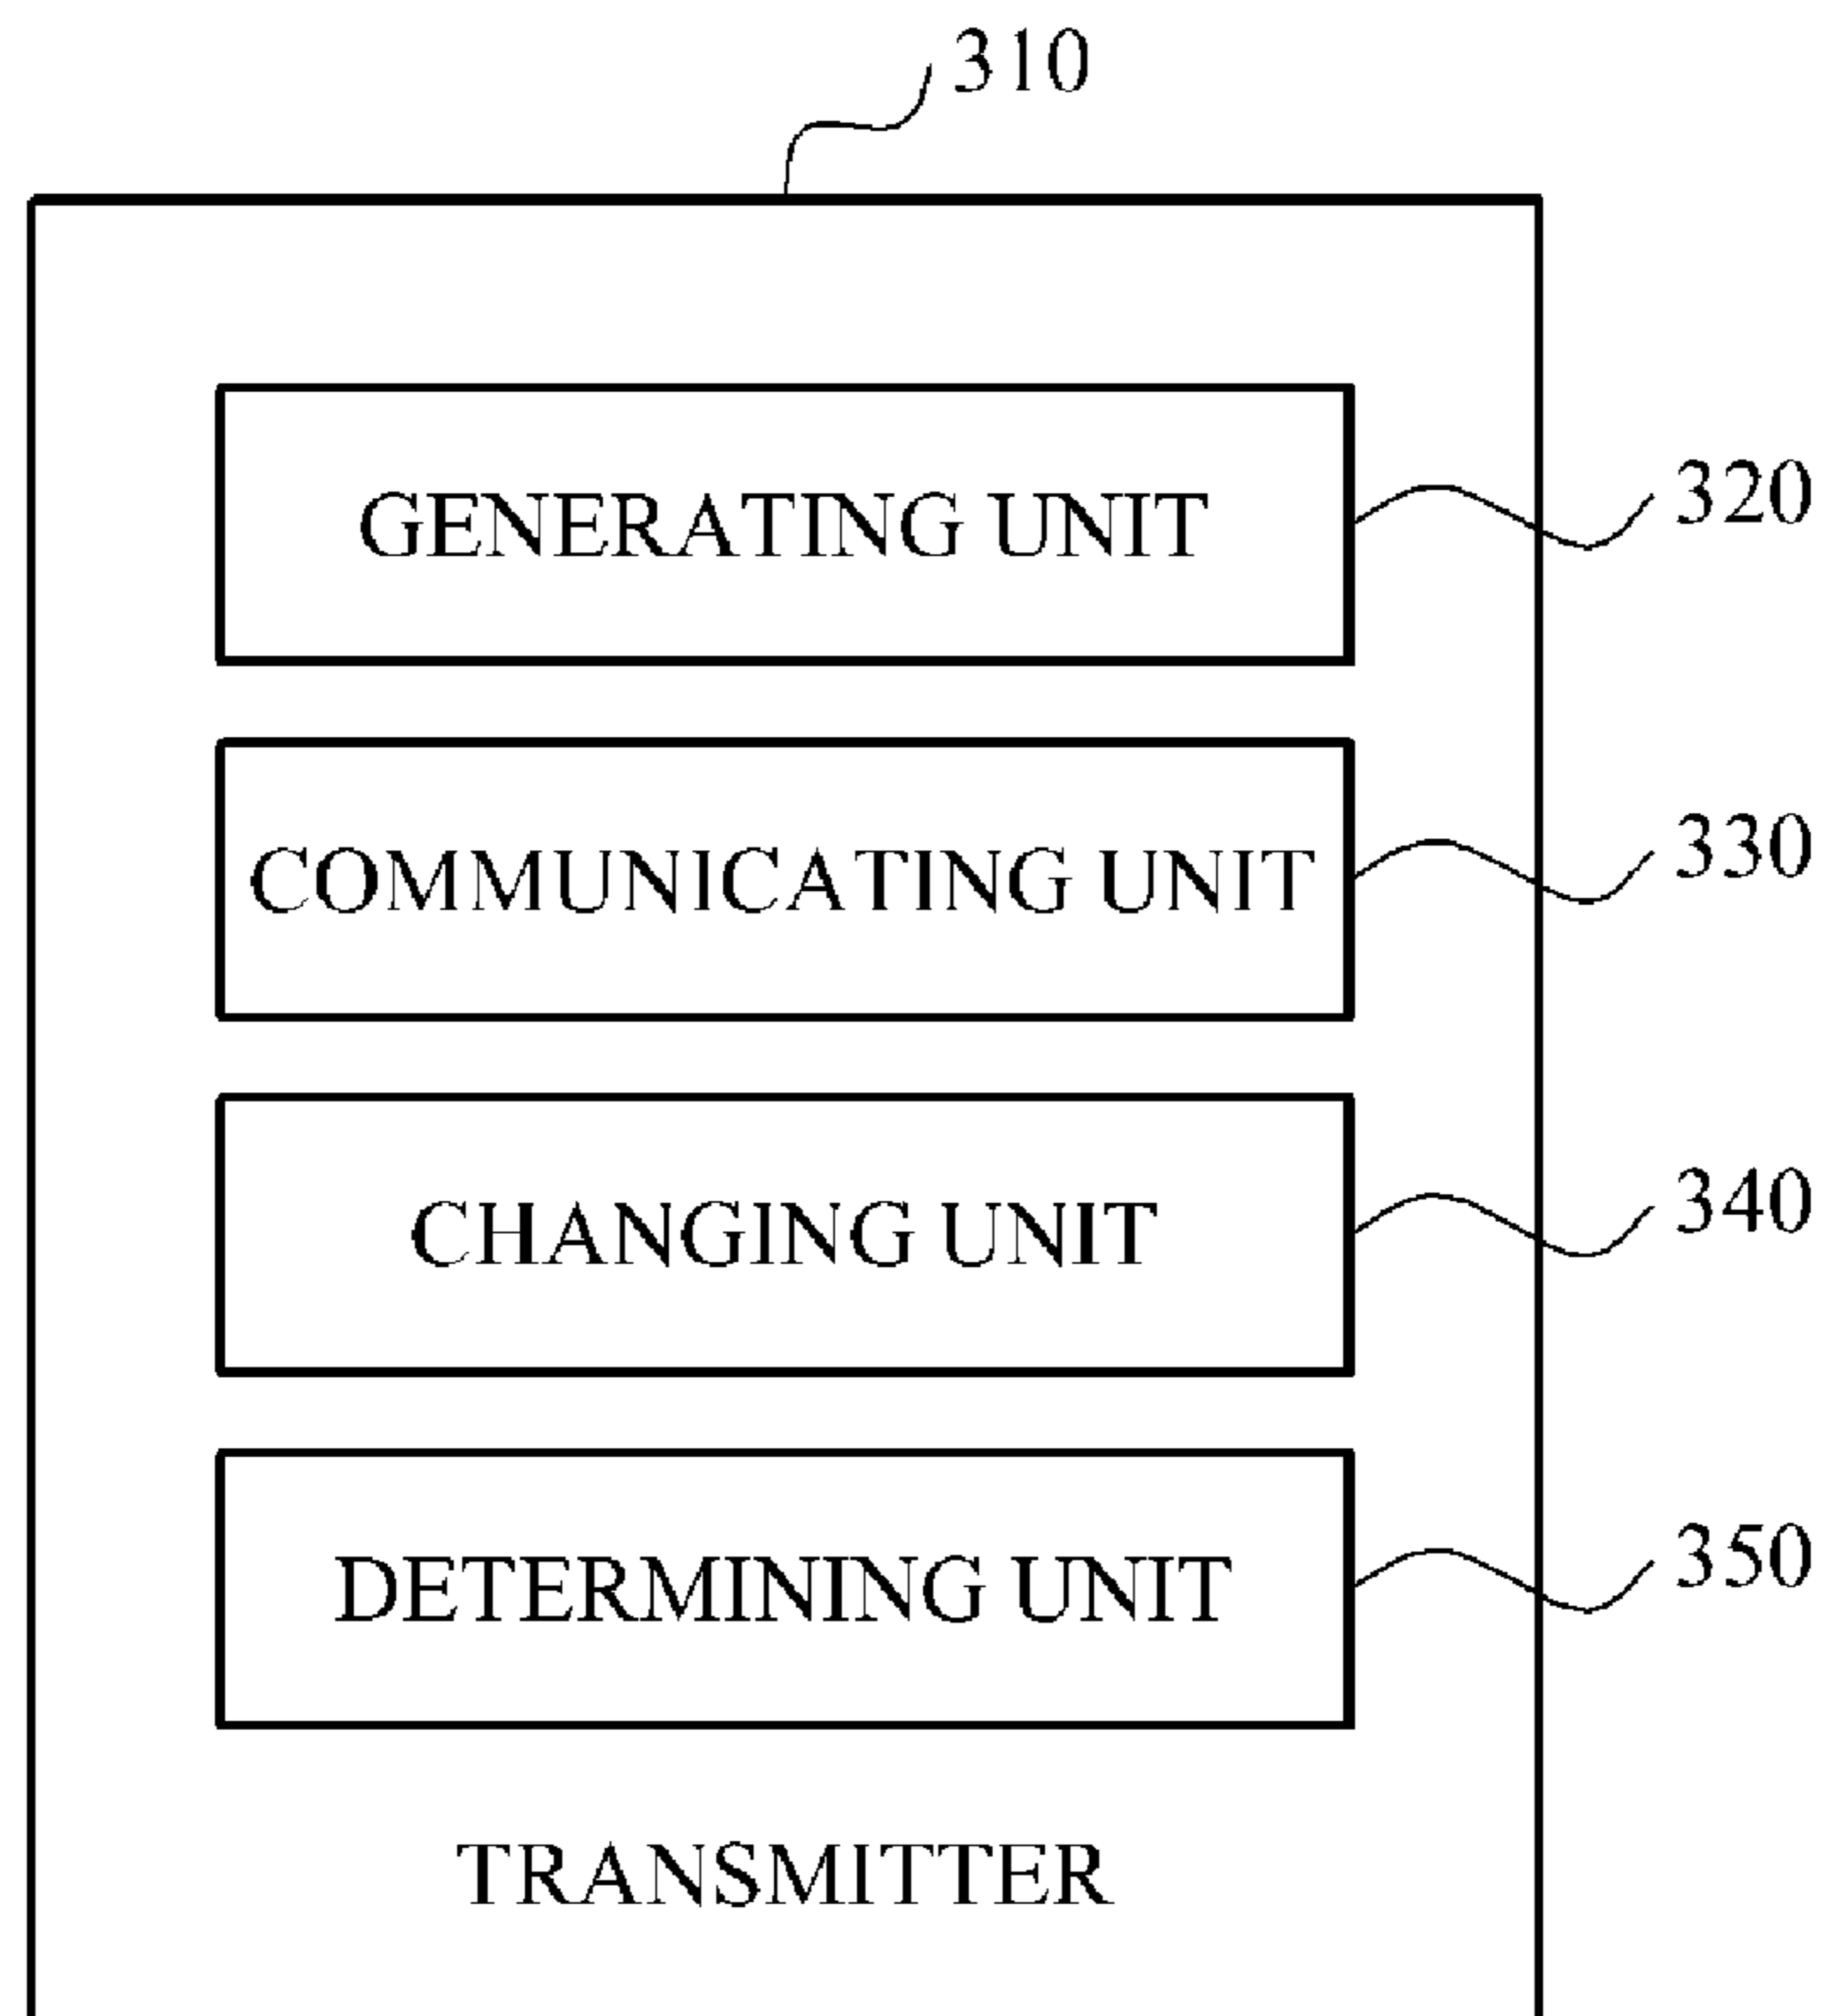 310
GENERATING UNIT
320
COMMUNICATING UNIT
330
CHANGING UNIT
340
DETERMINING UNIT
350
TRANSMITTER